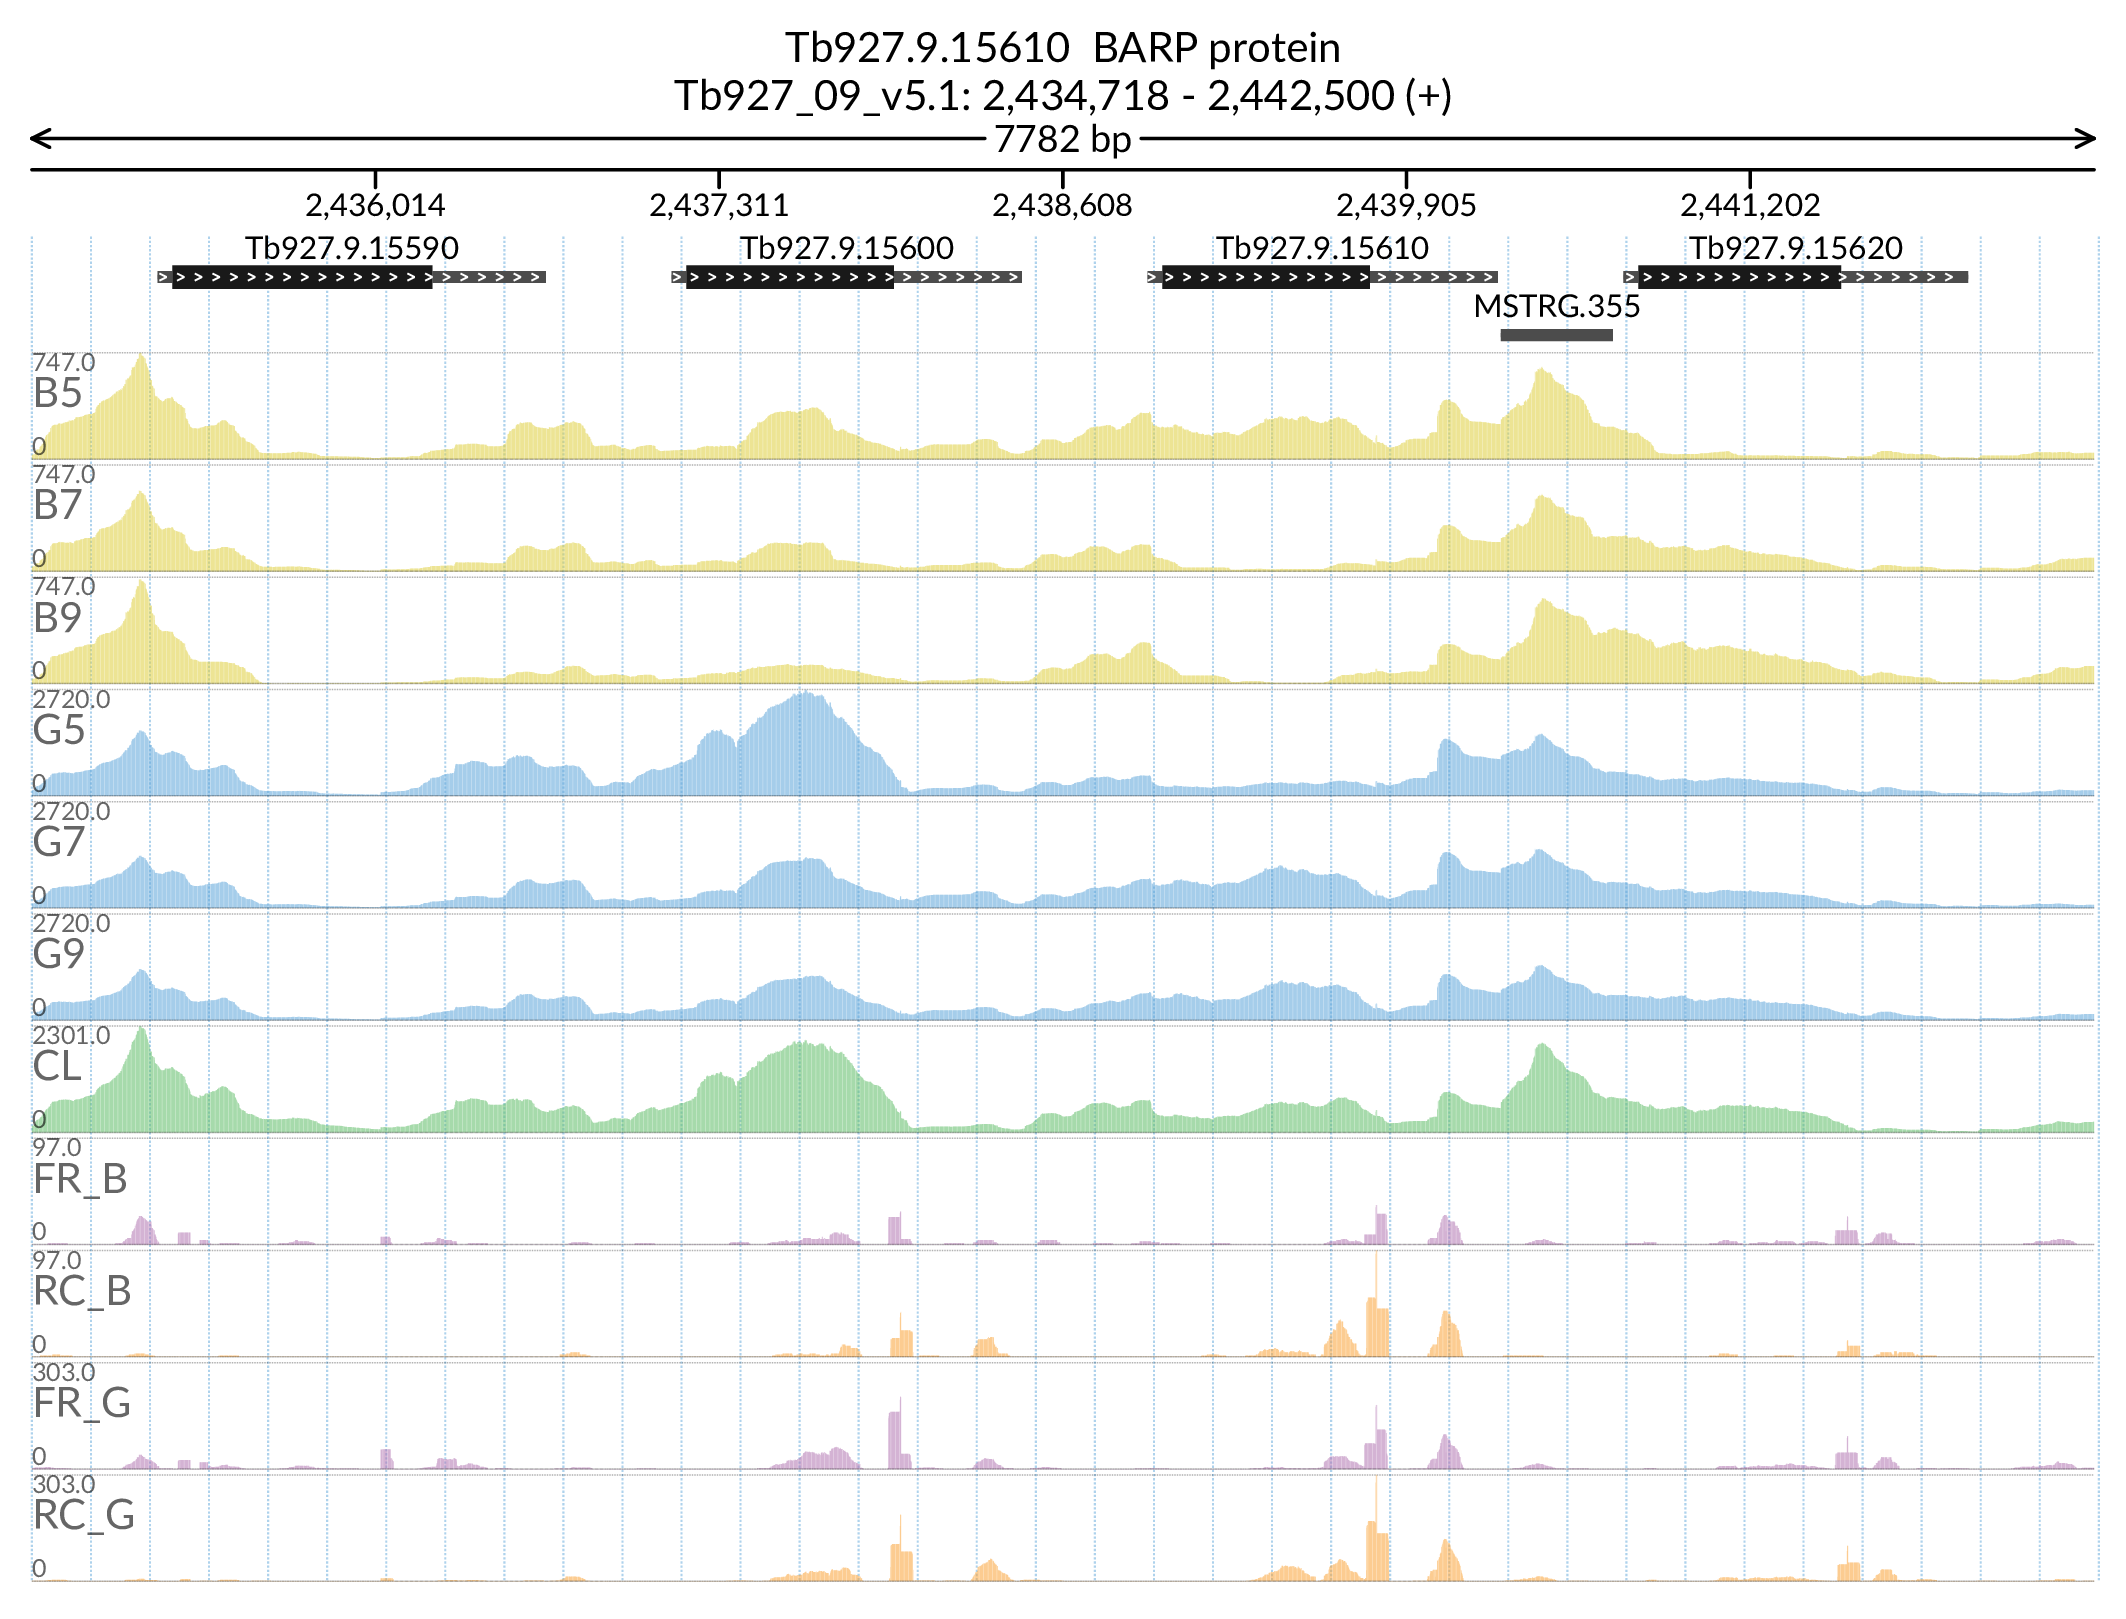 Tb927.9.15610 BARP protein
Tb927_09_v5.1: 2,434,718 - 2,442,500 (+)
7782 bp
2,436,014 2,437,311 2,438,608 2,439,905 2,441,202
Tb927.9.15590 Tb927.9.15600 Tb927.9.15610 Tb927.9.15620
MSTRG.355
747.0
B5
0
747.0
B7
0
747.0
B9
0
2720.0
G5
0
2720.0
G7
0
2720.0
G9
0
2301.0
CL
0
97.0
FR_B
0
97.0
RC_B
0
303.0
FR_G
0
303.0
RC_G
0